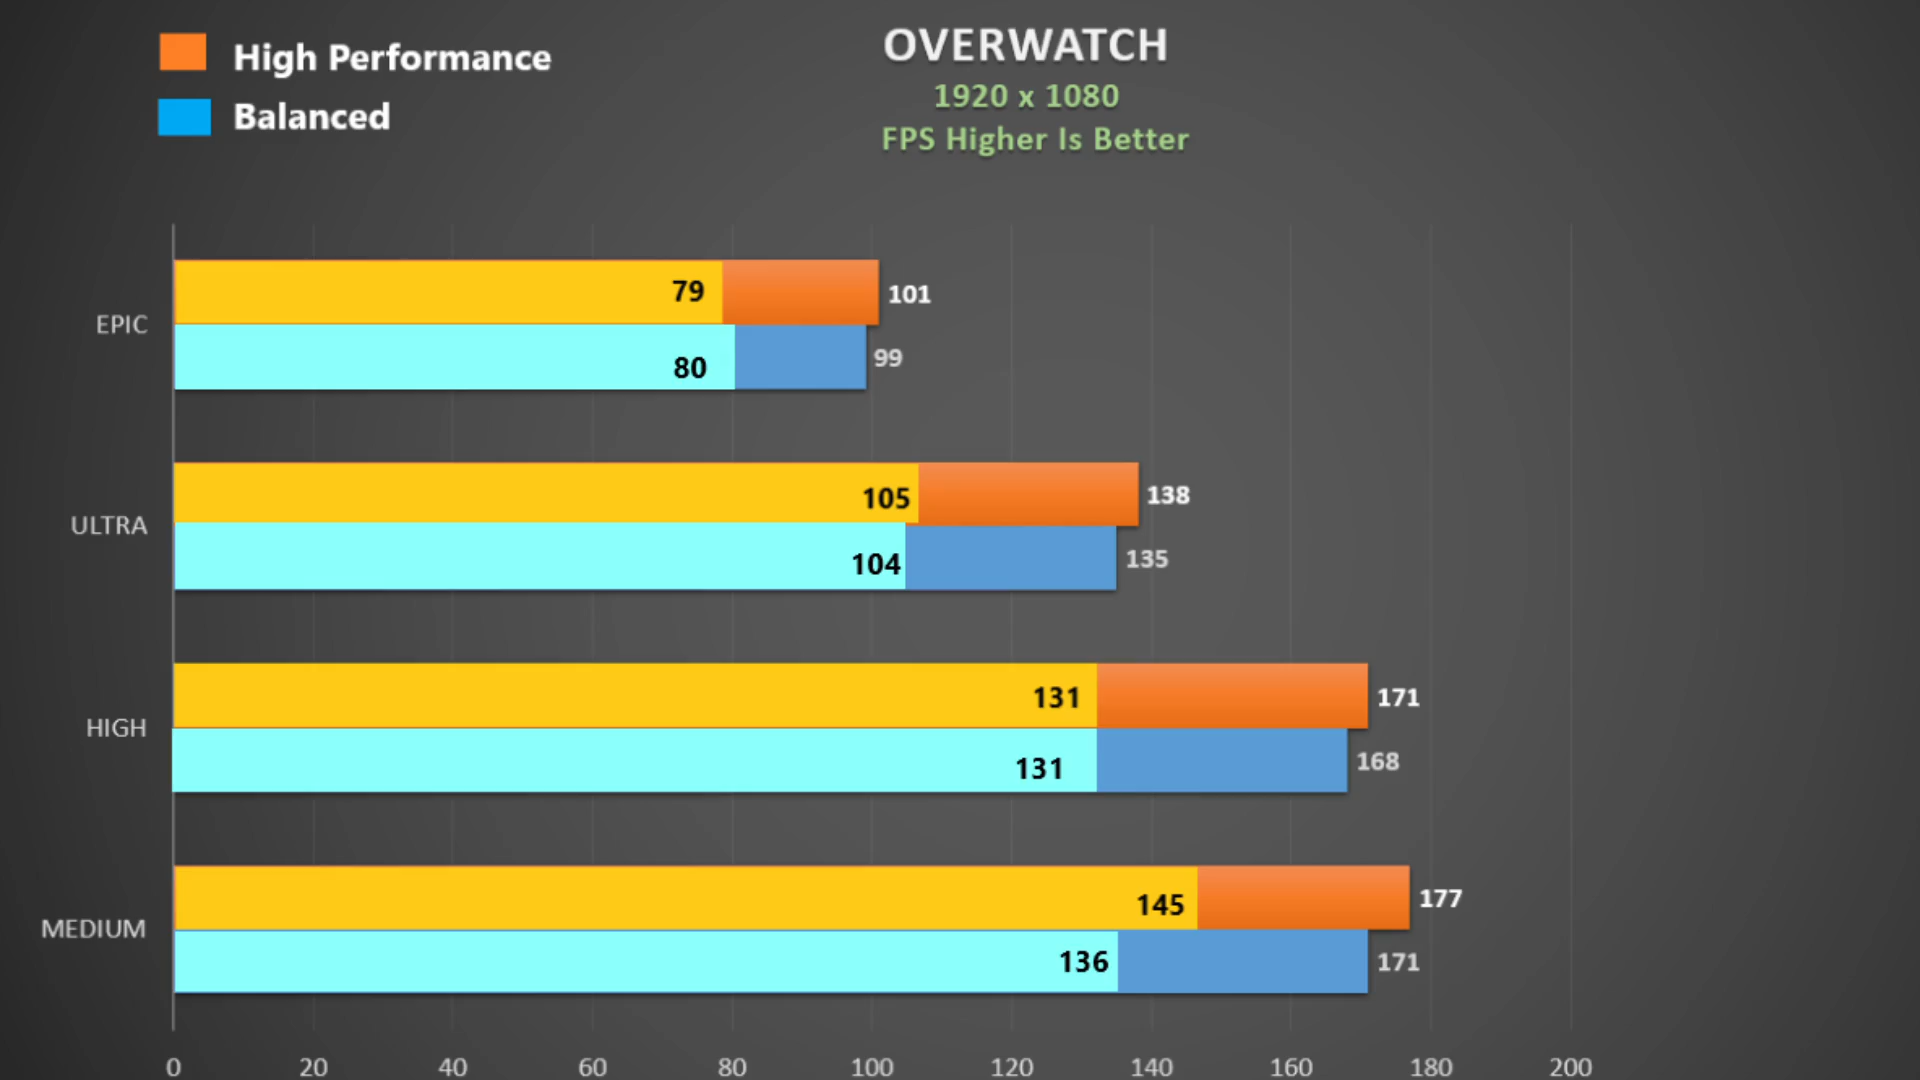 High Performance
Balanced
OVERWATCH
1920 x 1080
FPS Higher Is Better
EPIC
79
101
80
99
ULTRA
105
138
104
135
HIGH
131
171
131
168
MEDIUM
145
177
136
171
0 20 40 60 80 100 120 140 160 180 200